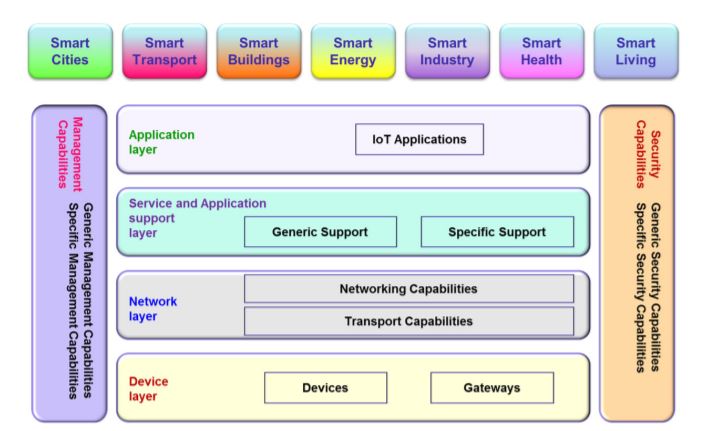 Smart
Cities
Smart
Transport
Smart
Buildings
Smart
Energy
Smart
Industry
Smart
Health
Smart
Living
Management
Capabilities
Generic Management Capabilities
Specific Management Capabilities
Application
layer
IoT Applications
Service and Application
support
layer
Generic Support
Specific Support
Network
layer
Networking Capabilities
Transport Capabilities
Device
layer
Devices
Gateways
Security
Capabilities
Generic Security Capabilities
Specific Security Capabilities